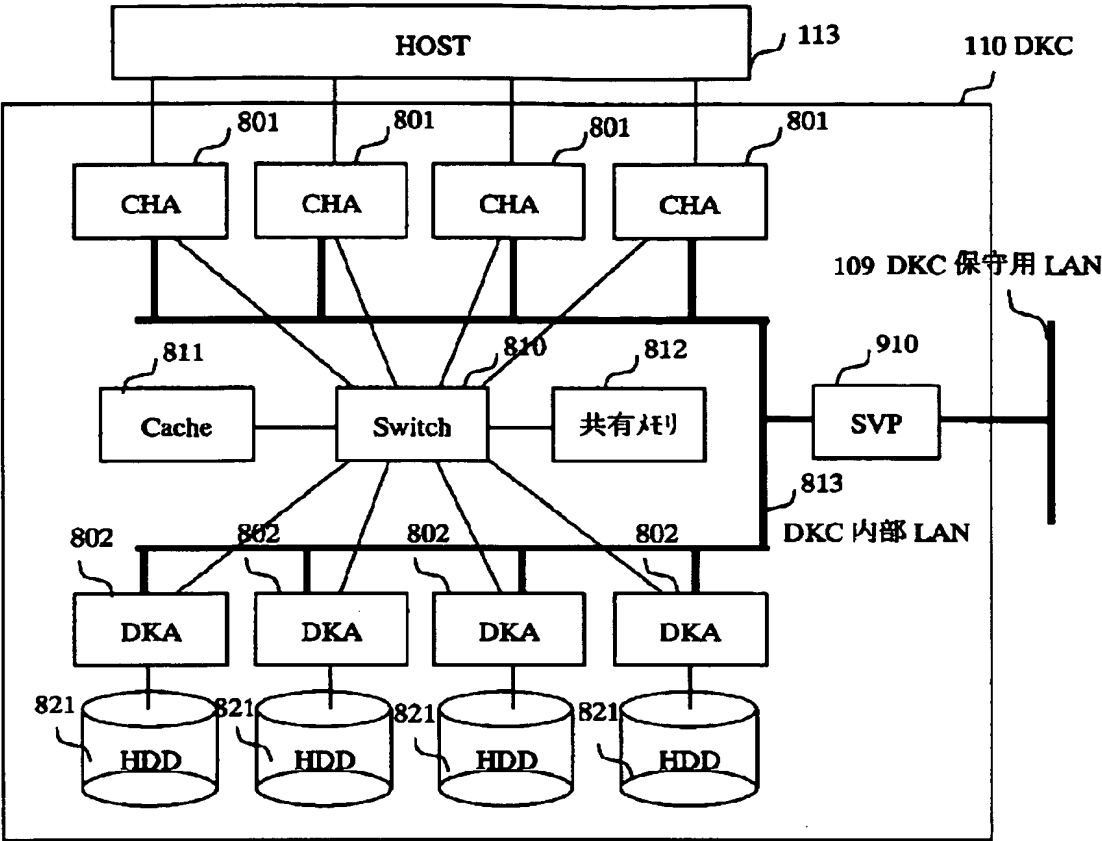 HOST
113
110 DKC
801
801
801
801
CHA
CHA
CHA
CHA
109 DKC 保守用 LAN
811
810
812
910
Cache
Switch
共有ﾒﾓﾘ
SVP
813
DKC 内部 LAN
802
802
802
802
DKA
DKA
DKA
DKA
821
821
821
821
HDD
HDD
HDD
HDD